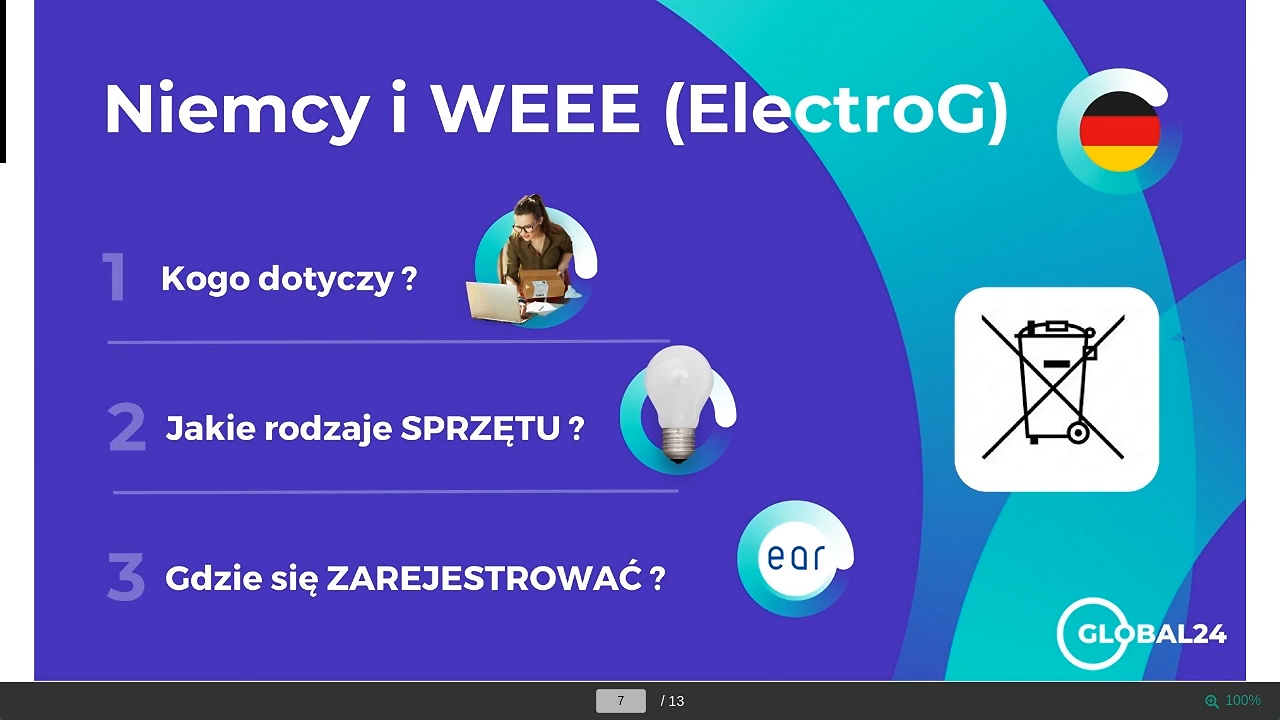 Niemcy i WEEE (ElectroG)
1 Kogo dotyczy ?
2 Jakie rodzaje SPRZĘTU ?
3 Gdzie się ZAREJESTROWAĆ ?
ear
GLOBAL24
7 / 13
100%